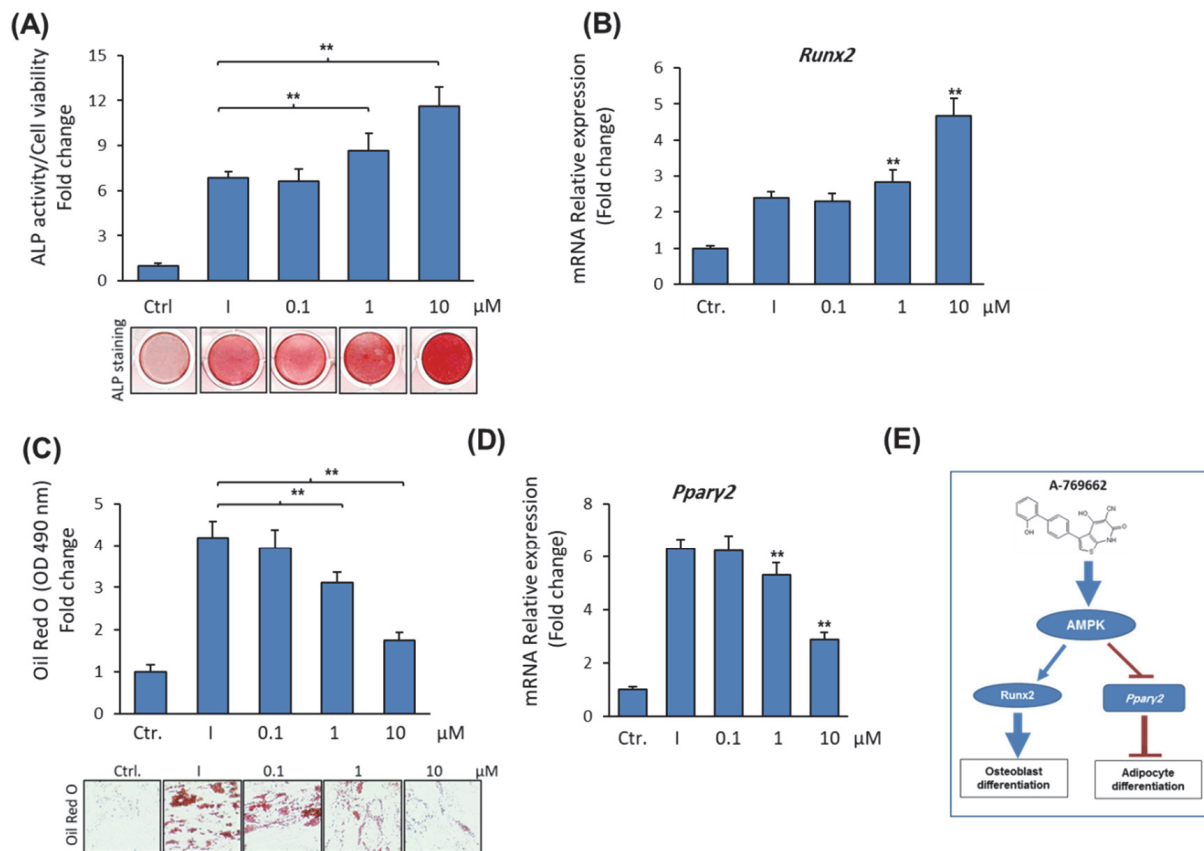 (A)
ALP activity/Cell viability
Fold change
15
12
9
6
3
0
**
**
Ctrl I 0.1 1 10 μM
ALP staining
(B)
Runx2
mRNA Relative expression
(Fold change)
6
5
4
3
2
1
0
**
**
Ctr. I 0.1 1 10 μM
(C)
Oil Red O (OD 490 nm)
Fold change
5
4
3
2
1
0
**
**
Ctr. I 0.1 1 10 μM
Ctrl. I 0.1 1 10 μM
Oil Red O
(D)
Pparγ2
mRNA Relative expression
(Fold change)
8
6
4
2
0
**
**
Ctr. I 0.1 1 10 μM
(E)
A-769662
HO
CN
O
OH
S
NH
AMPK
Runx2
Pparγ2
Osteoblast
differentiation
Adipocyte
differentiation